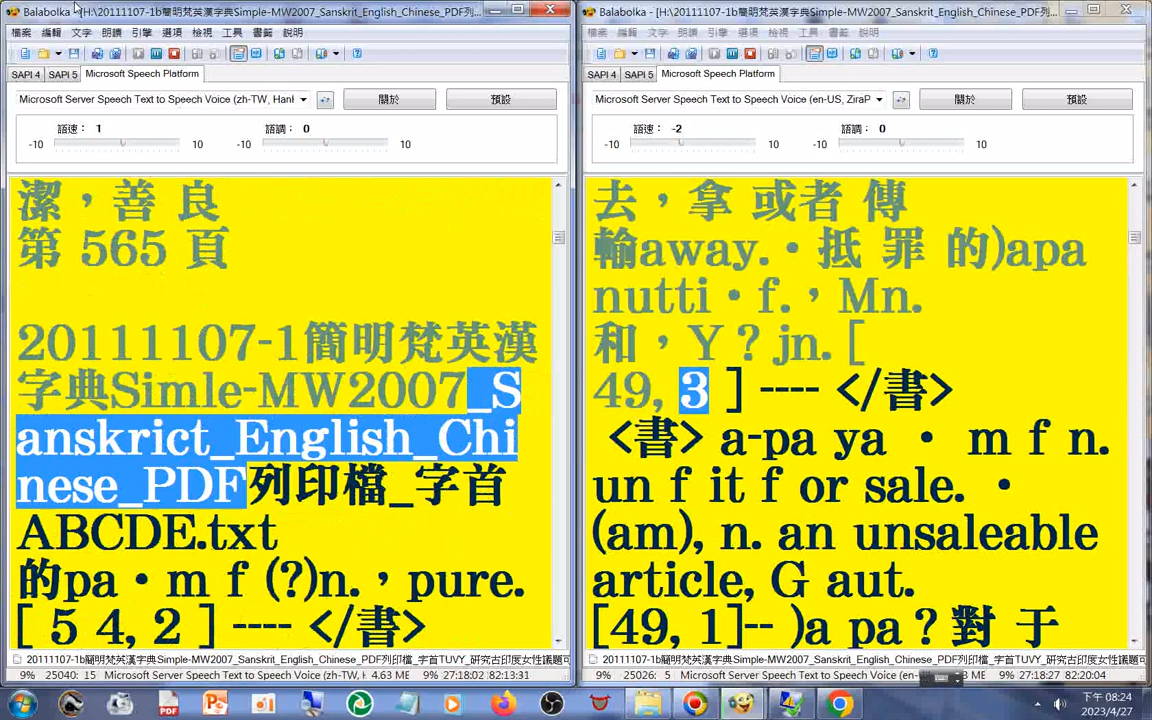 Balabolka - [H:\20111107-1b簡明梵英漢字典Simple-MW2007_Sanskrit_English_Chinese_PDF列...
檔案 編輯 文字 朗讀 引擎 選項 檢視 工具 書籤 說明
SAPI 4 SAPI 5 Microsoft Speech Platform
Microsoft Server Speech Text to Speech Voice (zh-TW, Hanl 關於 預設
語速： 1 語調： 0
-10 10 -10 10
潔，善 良
第 565 頁
20111107-1簡明梵英漢
字典Simle-MW2007_S
anskrict_English_Chi
nese_PDF列印檔_字首
ABCDE.txt
的pa・m f (?)n.，pure.
[ 5 4, 2 ] ---- </書>
20111107-1b簡明梵英漢字典Simple-MW2007_Sanskrit_English_Chinese_PDF列印檔_字首TUVY_研究古印度女性議題可
9% 25040: 15 Microsoft Server Speech Text to Speech Voice (zh-TW, H 4.63 ME 9% 27:18:02 82:13:31
Balabolka - [H:\20111107-1b簡明梵英漢字典Simple-MW2007_Sanskrit_English_Chinese_PDF列...
檔案 編輯 文字 朗讀 引擎 選項 檢視 工具 書籤 說明
SAPI 4 SAPI 5 Microsoft Speech Platform
Microsoft Server Speech Text to Speech Voice (en-US, ZiraP 關於 預設
語速： -2 語調： 0
-10 10 -10 10
去，拿 或者 傳
輸away.・抵 罪 的)apa
nutti・f.，Mn.
和，Y？jn. [
49, 3 ] ---- </書>
<書> a-pa ya ・ m f n.
un f it f or sale. ・
(am), n. an unsaleable
article, G aut.
[49, 1]-- )a pa？對 于
20111107-1b簡明梵英漢字典Simple-MW2007_Sanskrit_English_Chinese_PDF列印檔_字首TUVY_研究古印度女性議題可
9% 25026: 5 Microsoft Server Speech Text to Speech Voice ME 9% 27:18:27 82:20:04
下午 08:24
2023/4/27